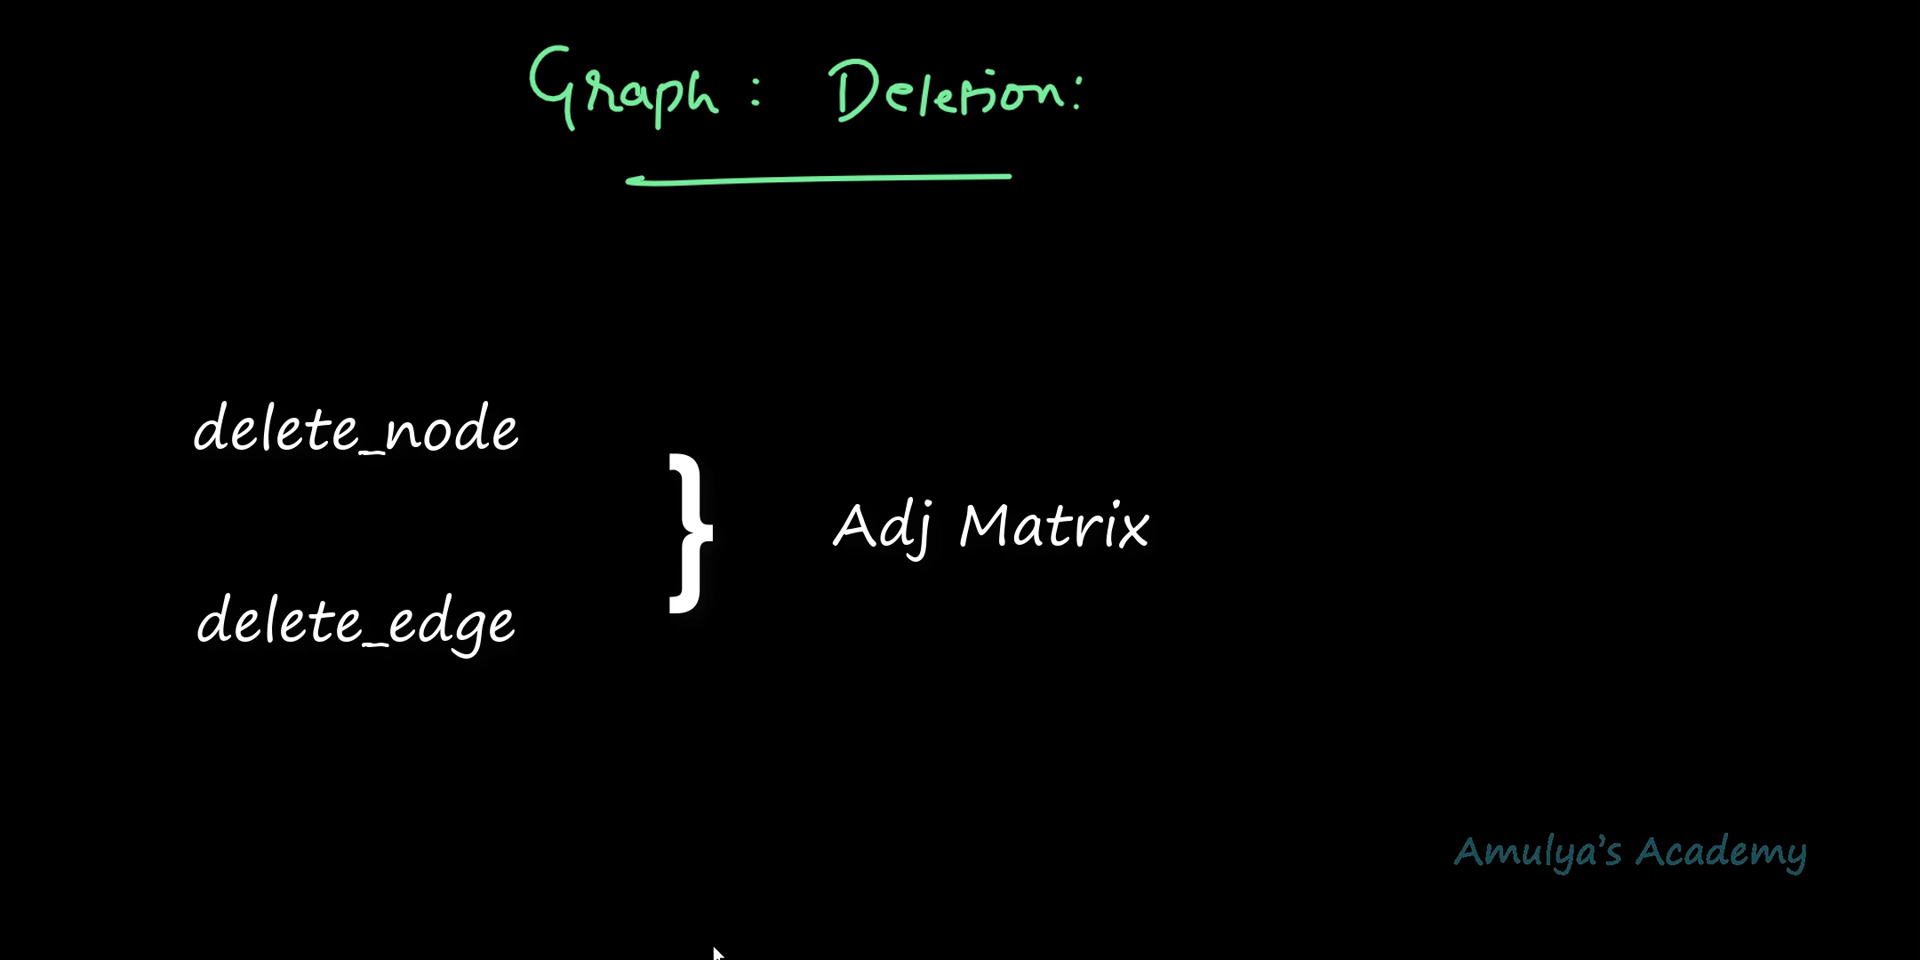 Graph: Deletion:
delete_node
}
Adj Matrix
delete_edge
Amulya's Academy